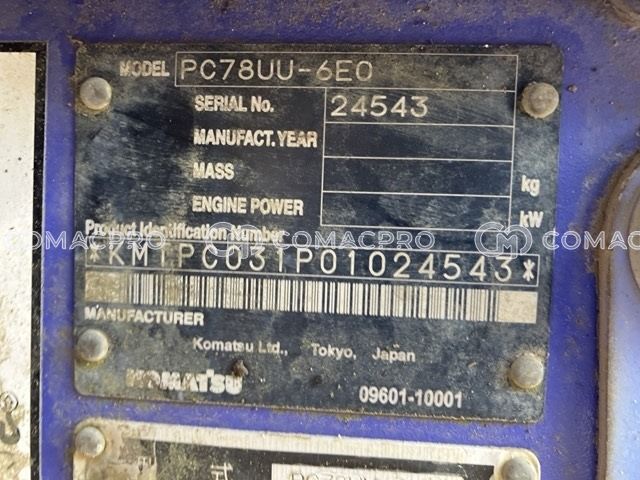 MODEL PC78UU-6E0
SERIAL No. 24543
MANUFACT.YEAR
MASS kg
ENGINE POWER kW
Product Identification Number
COMACPRO COMACPRO COMACPRO
*KMTPC031P01024543*
MANUFACTURER
Komatsu Ltd., Tokyo, Japan
KOMATSU 09601-10001